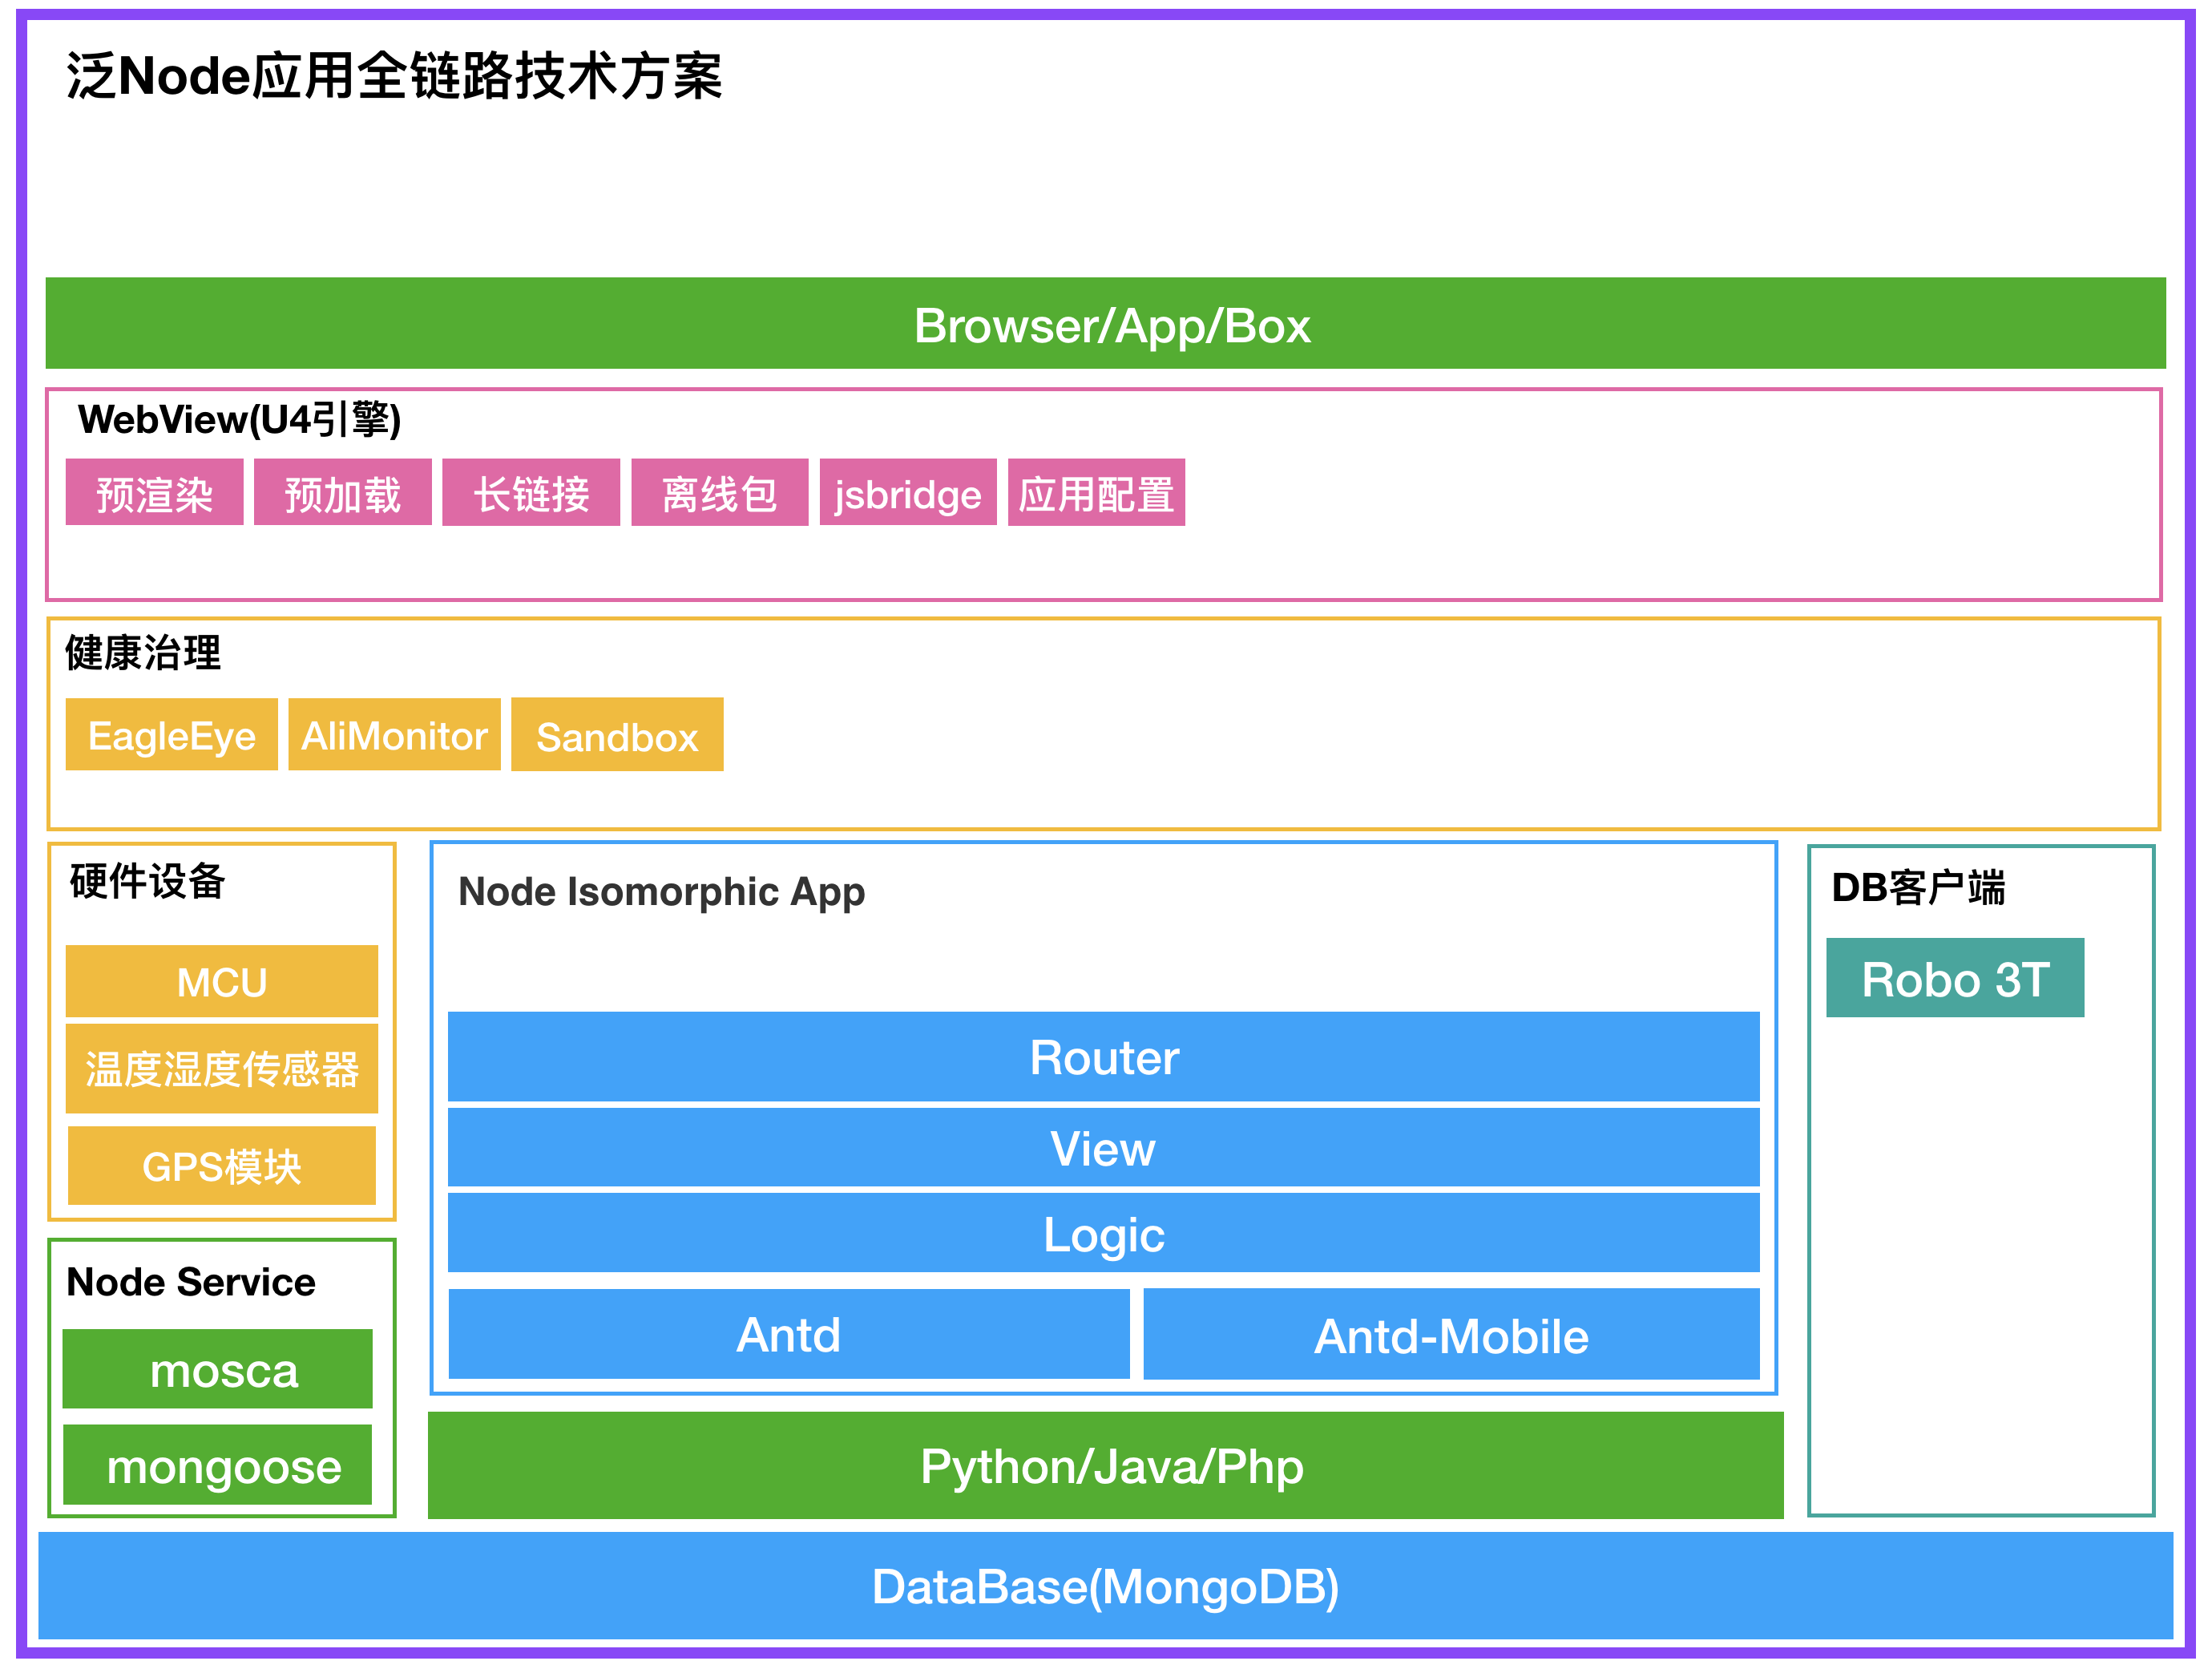 泛Node应用全链路技术方案
Browser/App/Box
WebView(U4引擎)
预渲染
预加载
长链接
离线包
jsbridge
应用配置
健康治理
EagleEye
AliMonitor
Sandbox
硬件设备
MCU
温度湿度传感器
GPS模块
Node Service
mosca
mongoose
Node Isomorphic App
Router
View
Logic
Antd
Antd-Mobile
Python/Java/Php
DB客户端
Robo 3T
DataBase(MongoDB)